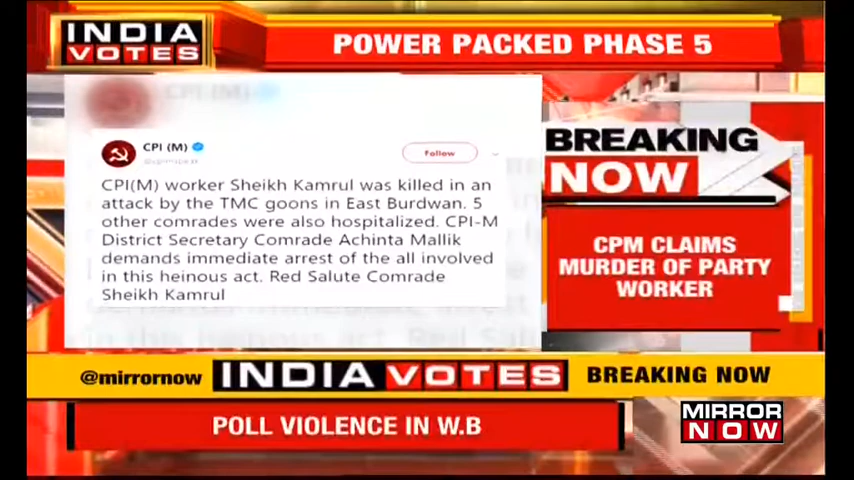 INDIA
VOTES
POWER PACKED PHASE 5
CPI (M)
Follow
CPI(M) worker Sheikh Kamrul was killed in an
attack by the TMC goons in East Burdwan. 5
other comrades were also hospitalized. CPI-M
District Secretary Comrade Achinta Mallik
demands immediate arrest of the all involved
in this heinous act. Red Salute Comrade
Sheikh Kamrul
BREAKING
NOW
CPM CLAIMS
MURDER OF PARTY
WORKER
@mirrornow INDIA VOTES BREAKING NOW
POLL VIOLENCE IN W.B
MIRROR
NOW